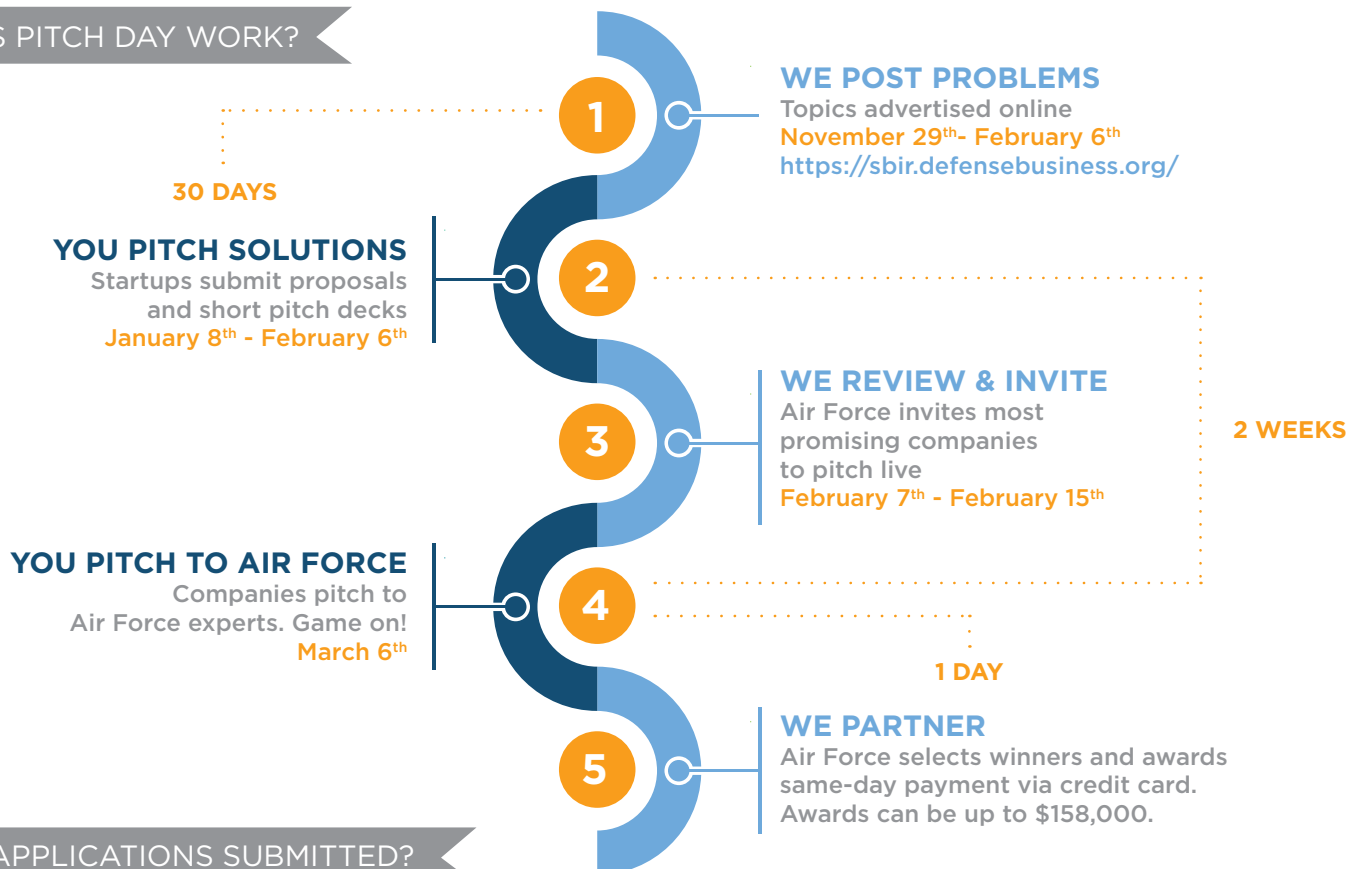 S PITCH DAY WORK?
1
WE POST PROBLEMS
Topics advertised online
November 29th- February 6th
https://sbir.defensebusiness.org/
30 DAYS
YOU PITCH SOLUTIONS
Startups submit proposals
and short pitch decks
January 8th - February 6th
2
WE REVIEW & INVITE
Air Force invites most
promising companies
to pitch live
February 7th - February 15th
3
2 WEEKS
YOU PITCH TO AIR FORCE
Companies pitch to
Air Force experts. Game on!
March 6th
4
1 DAY
WE PARTNER
Air Force selects winners and awards
same-day payment via credit card.
Awards can be up to $158,000.
5
APPLICATIONS SUBMITTED?